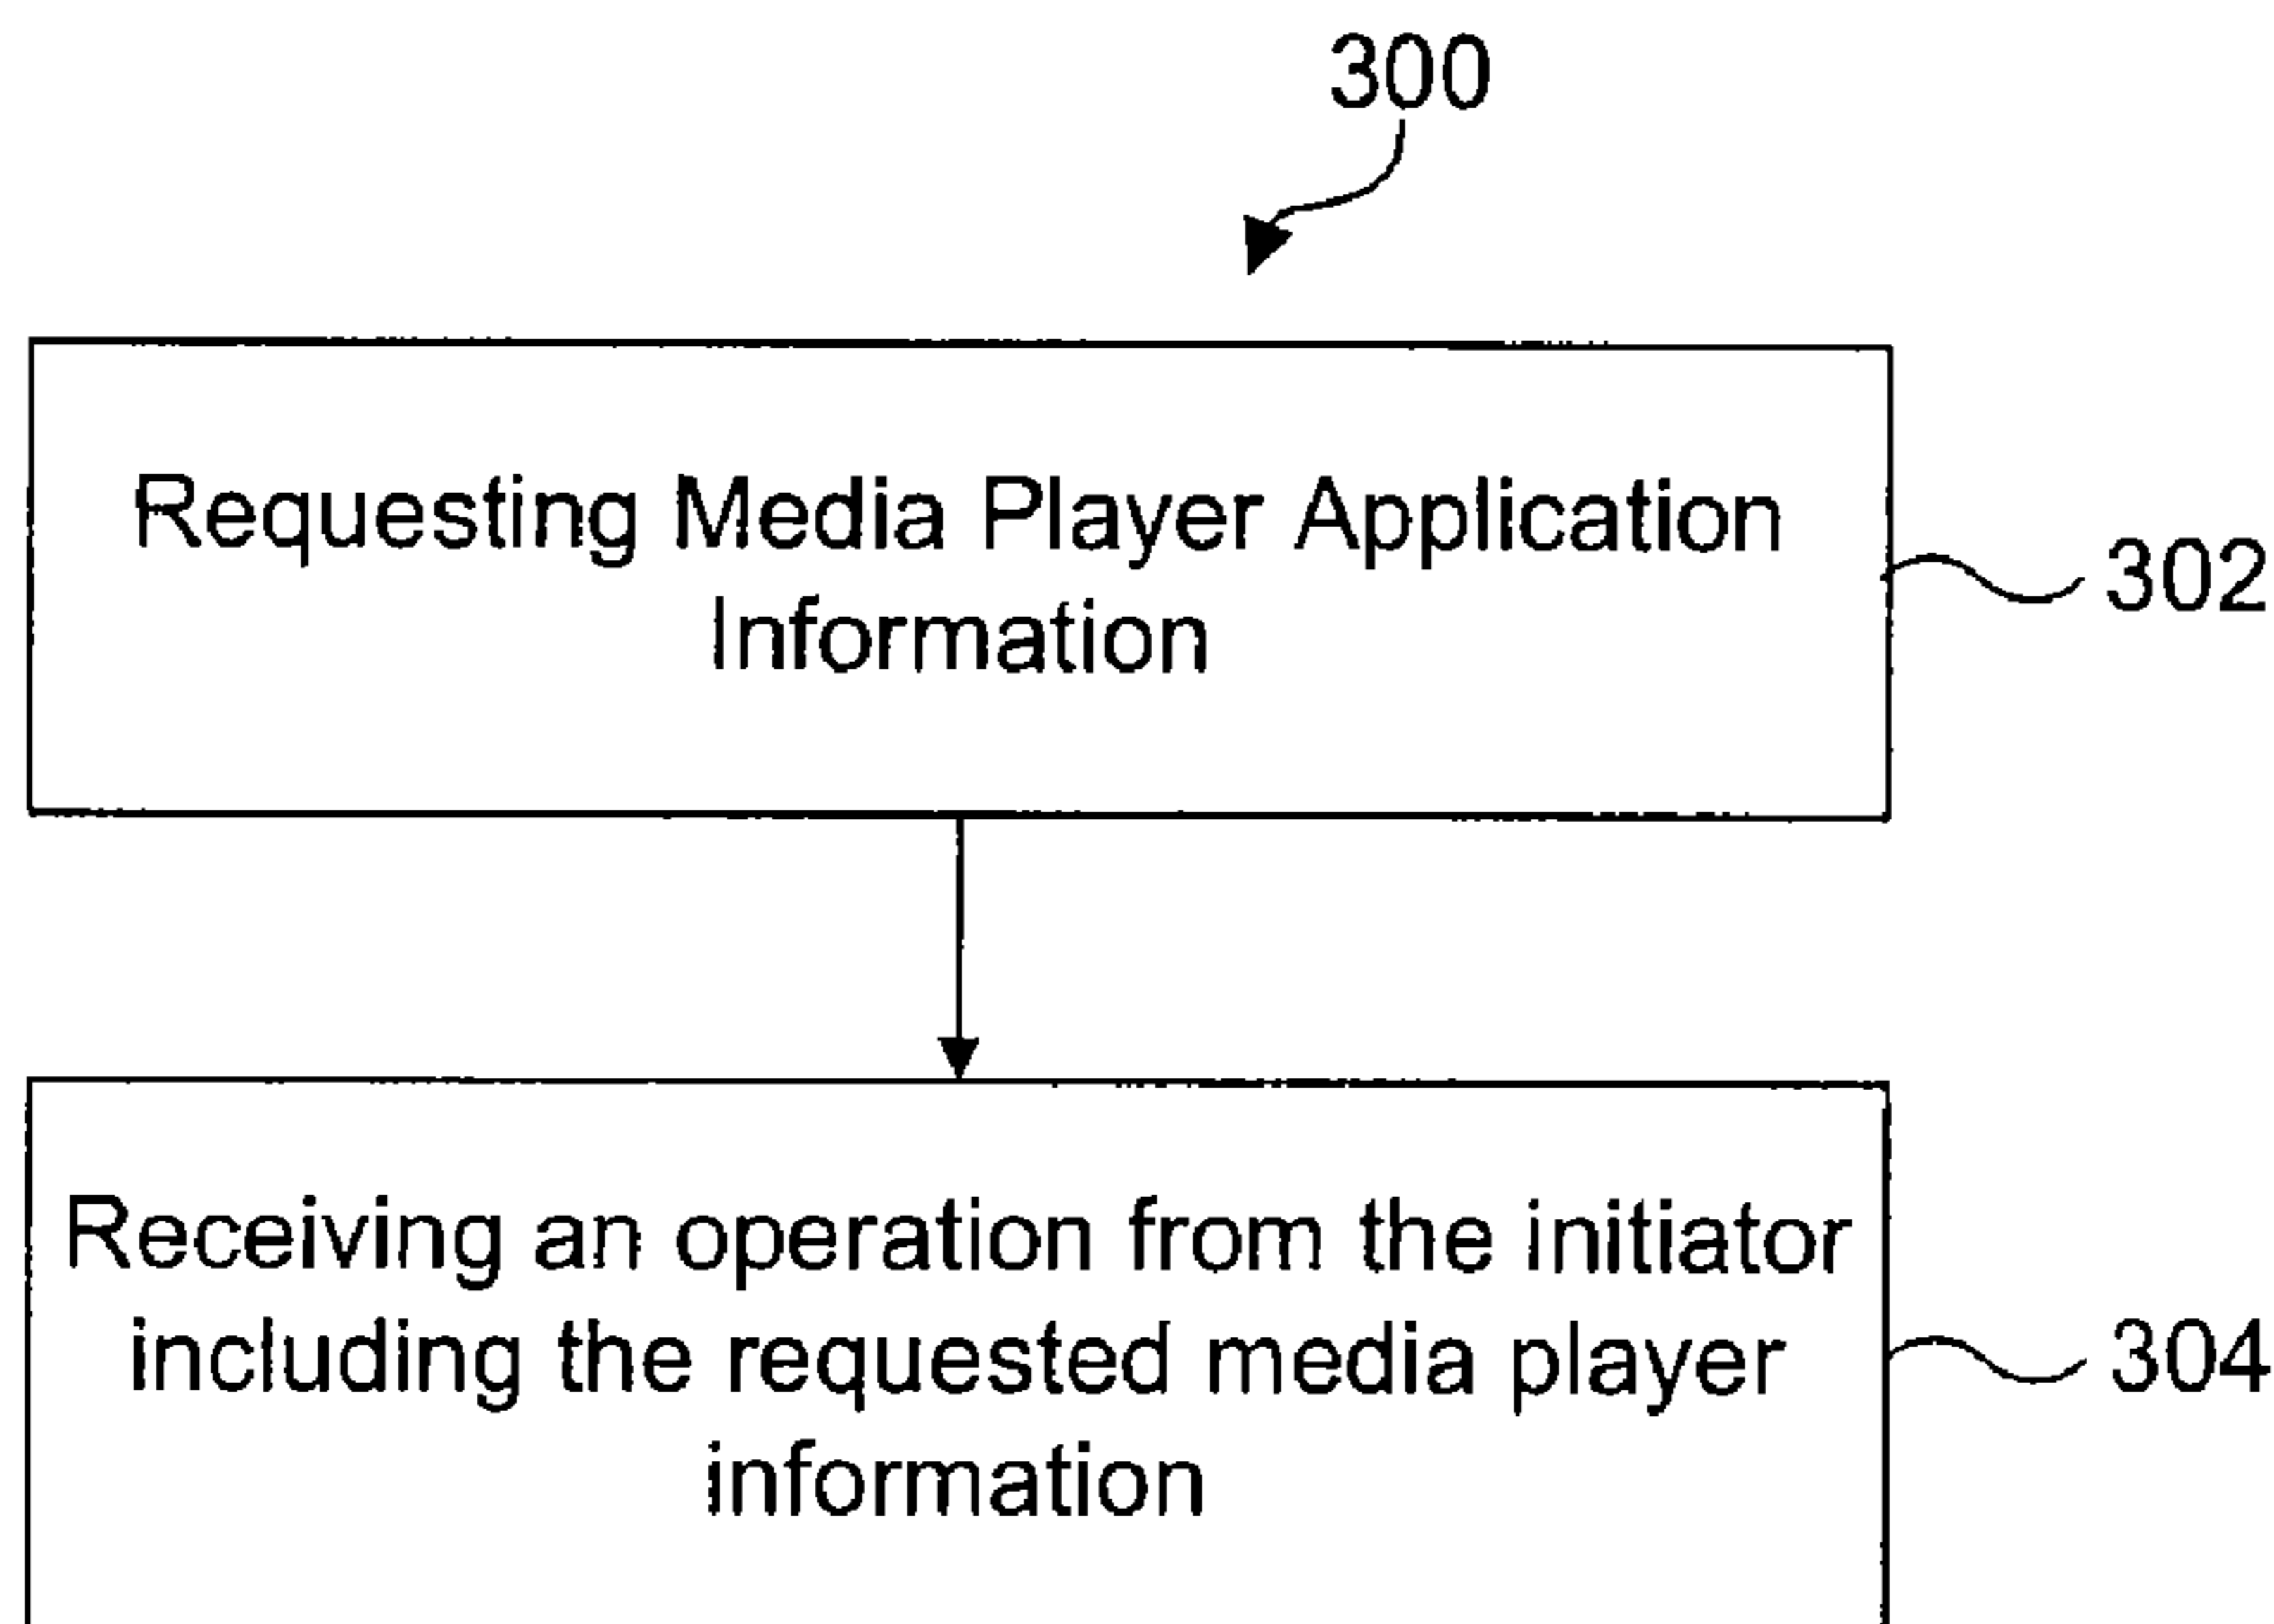 300
Requesting Media Player Application
Information
302
Receiving an operation from the initiator
including the requested media player
information
304